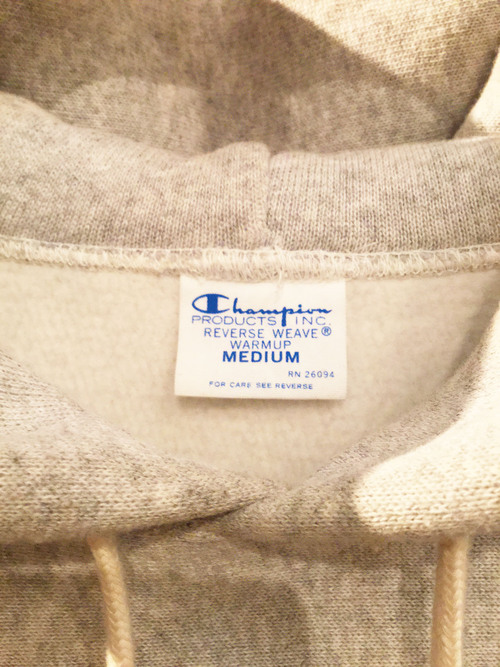 Champion
PRODUCTS INC.
REVERSE WEAVE®
WARMUP
MEDIUM
RN 26094
FOR CARE SEE REVERSE